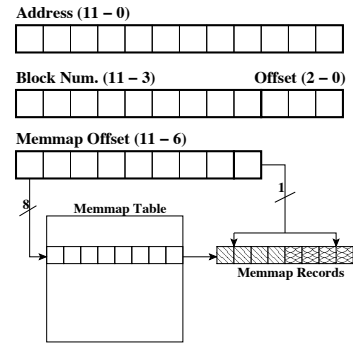 Address (11 – 0)
Block Num. (11 – 3) Offset (2 – 0)
Memmap Offset (11 – 6)
8
1
Memmap Table
Memmap Records